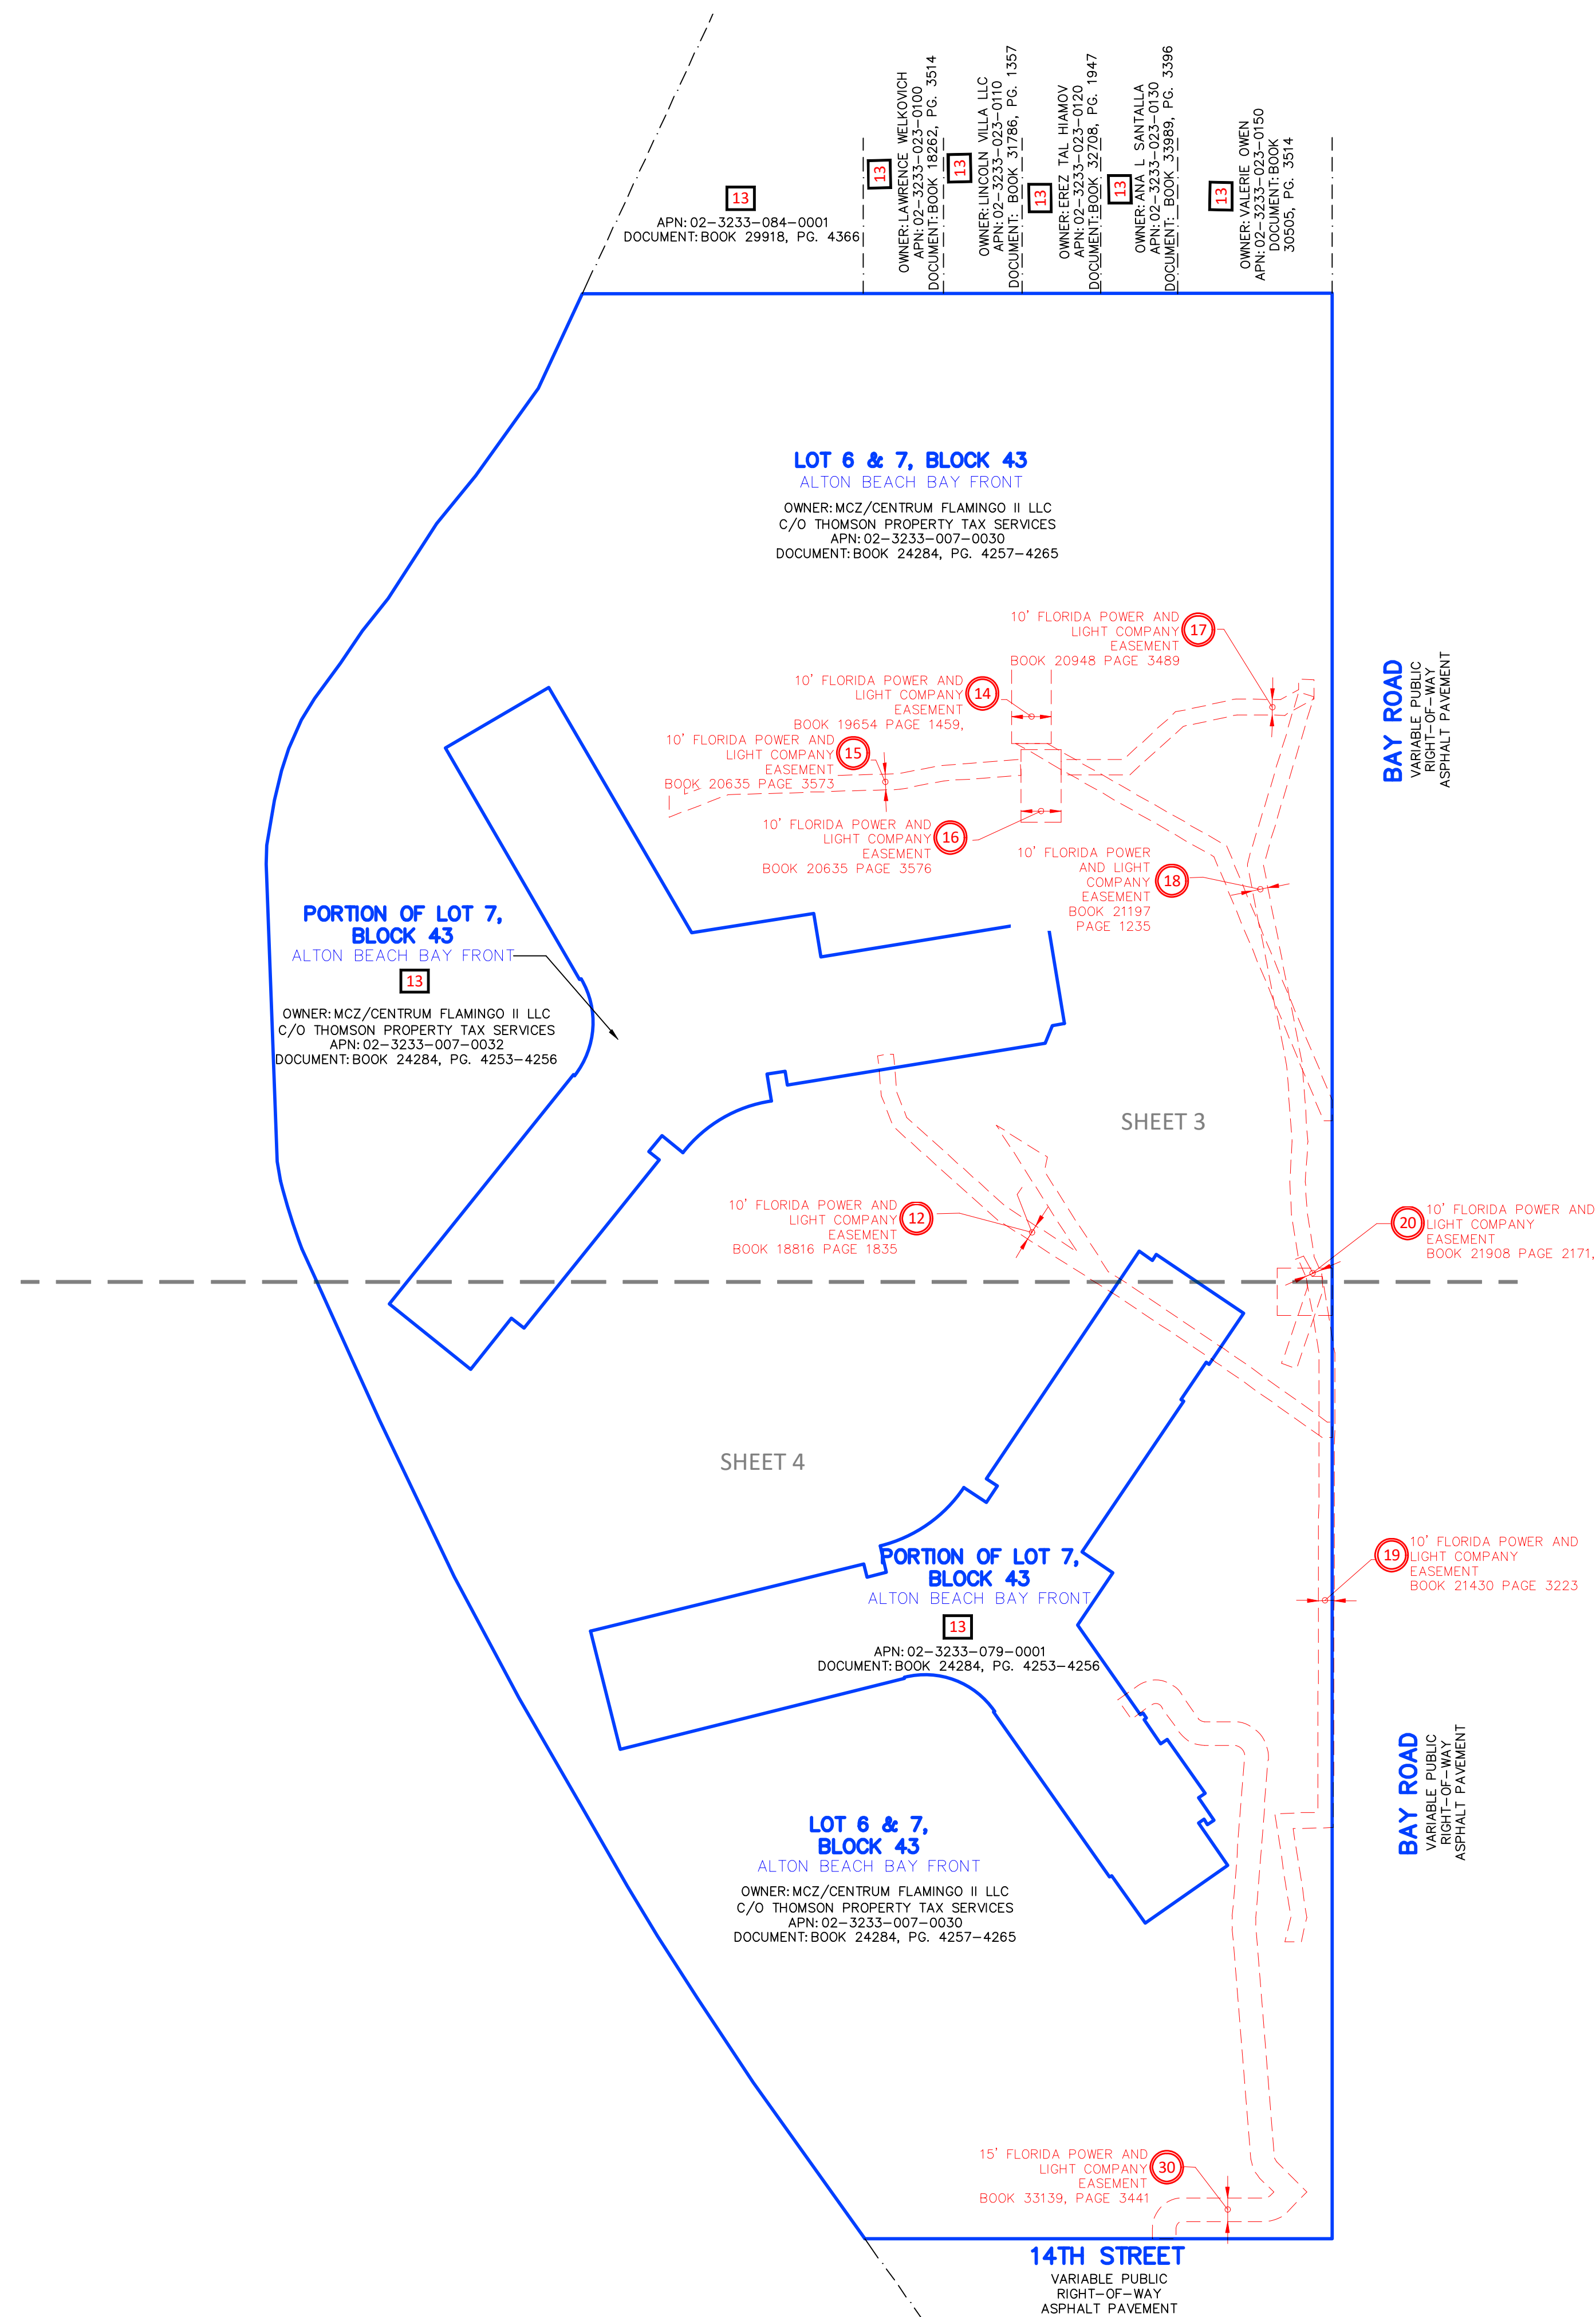 13
APN: 02-3233-084-0001
DOCUMENT: BOOK 29918, PG. 4366
13
OWNER: LAWRENCE WELKOVICH
APN: 02-3233-023-0100
DOCUMENT: BOOK 18262, PG. 3514
13
OWNER: LINCOLN VILLA LLC
APN: 02-3233-023-0110
DOCUMENT: BOOK 31786, PG. 1357
13
OWNER: EREZ TAL HIAMOV
APN: 02-3233-023-0120
DOCUMENT: BOOK 32708, PG. 1947
13
OWNER: ANA L SANTALLA
APN: 02-3233-023-0130
DOCUMENT: BOOK 33989, PG. 3396
13
OWNER: VALERIE OWEN
APN: 02-3233-023-0150
DOCUMENT: BOOK
30505, PG. 3514
LOT 6 & 7, BLOCK 43
ALTON BEACH BAY FRONT
OWNER: MCZ/CENTRUM FLAMINGO II LLC
C/O THOMSON PROPERTY TAX SERVICES
APN: 02-3233-007-0030
DOCUMENT: BOOK 24284, PG. 4257-4265
10' FLORIDA POWER AND
LIGHT COMPANY
EASEMENT
BOOK 20948 PAGE 3489
17
10' FLORIDA POWER AND
LIGHT COMPANY
EASEMENT
BOOK 19654 PAGE 1459,
14
10' FLORIDA POWER AND
LIGHT COMPANY
EASEMENT
BOOK 20635 PAGE 3573
15
10' FLORIDA POWER AND
LIGHT COMPANY
EASEMENT
BOOK 20635 PAGE 3576
16
10' FLORIDA POWER
AND LIGHT
COMPANY
EASEMENT
BOOK 21197
PAGE 1235
18
BAY ROAD
VARIABLE PUBLIC
RIGHT-OF-WAY
ASPHALT PAVEMENT
PORTION OF LOT 7,
BLOCK 43
ALTON BEACH BAY FRONT
13
OWNER: MCZ/CENTRUM FLAMINGO II LLC
C/O THOMSON PROPERTY TAX SERVICES
APN: 02-3233-007-0032
DOCUMENT: BOOK 24284, PG. 4253-4256
SHEET 3
10' FLORIDA POWER AND
LIGHT COMPANY
EASEMENT
BOOK 18816 PAGE 1835
12
20
10' FLORIDA POWER AND
LIGHT COMPANY
EASEMENT
BOOK 21908 PAGE 2171,
SHEET 4
19
10' FLORIDA POWER AND
LIGHT COMPANY
EASEMENT
BOOK 21430 PAGE 3223
PORTION OF LOT 7,
BLOCK 43
ALTON BEACH BAY FRONT
13
APN: 02-3233-079-0001
DOCUMENT: BOOK 24284, PG. 4253-4256
BAY ROAD
VARIABLE PUBLIC
RIGHT-OF-WAY
ASPHALT PAVEMENT
LOT 6 & 7,
BLOCK 43
ALTON BEACH BAY FRONT
OWNER: MCZ/CENTRUM FLAMINGO II LLC
C/O THOMSON PROPERTY TAX SERVICES
APN: 02-3233-007-0030
DOCUMENT: BOOK 24284, PG. 4257-4265
15' FLORIDA POWER AND
LIGHT COMPANY
EASEMENT
BOOK 33139, PAGE 3441
30
14TH STREET
VARIABLE PUBLIC
RIGHT-OF-WAY
ASPHALT PAVEMENT